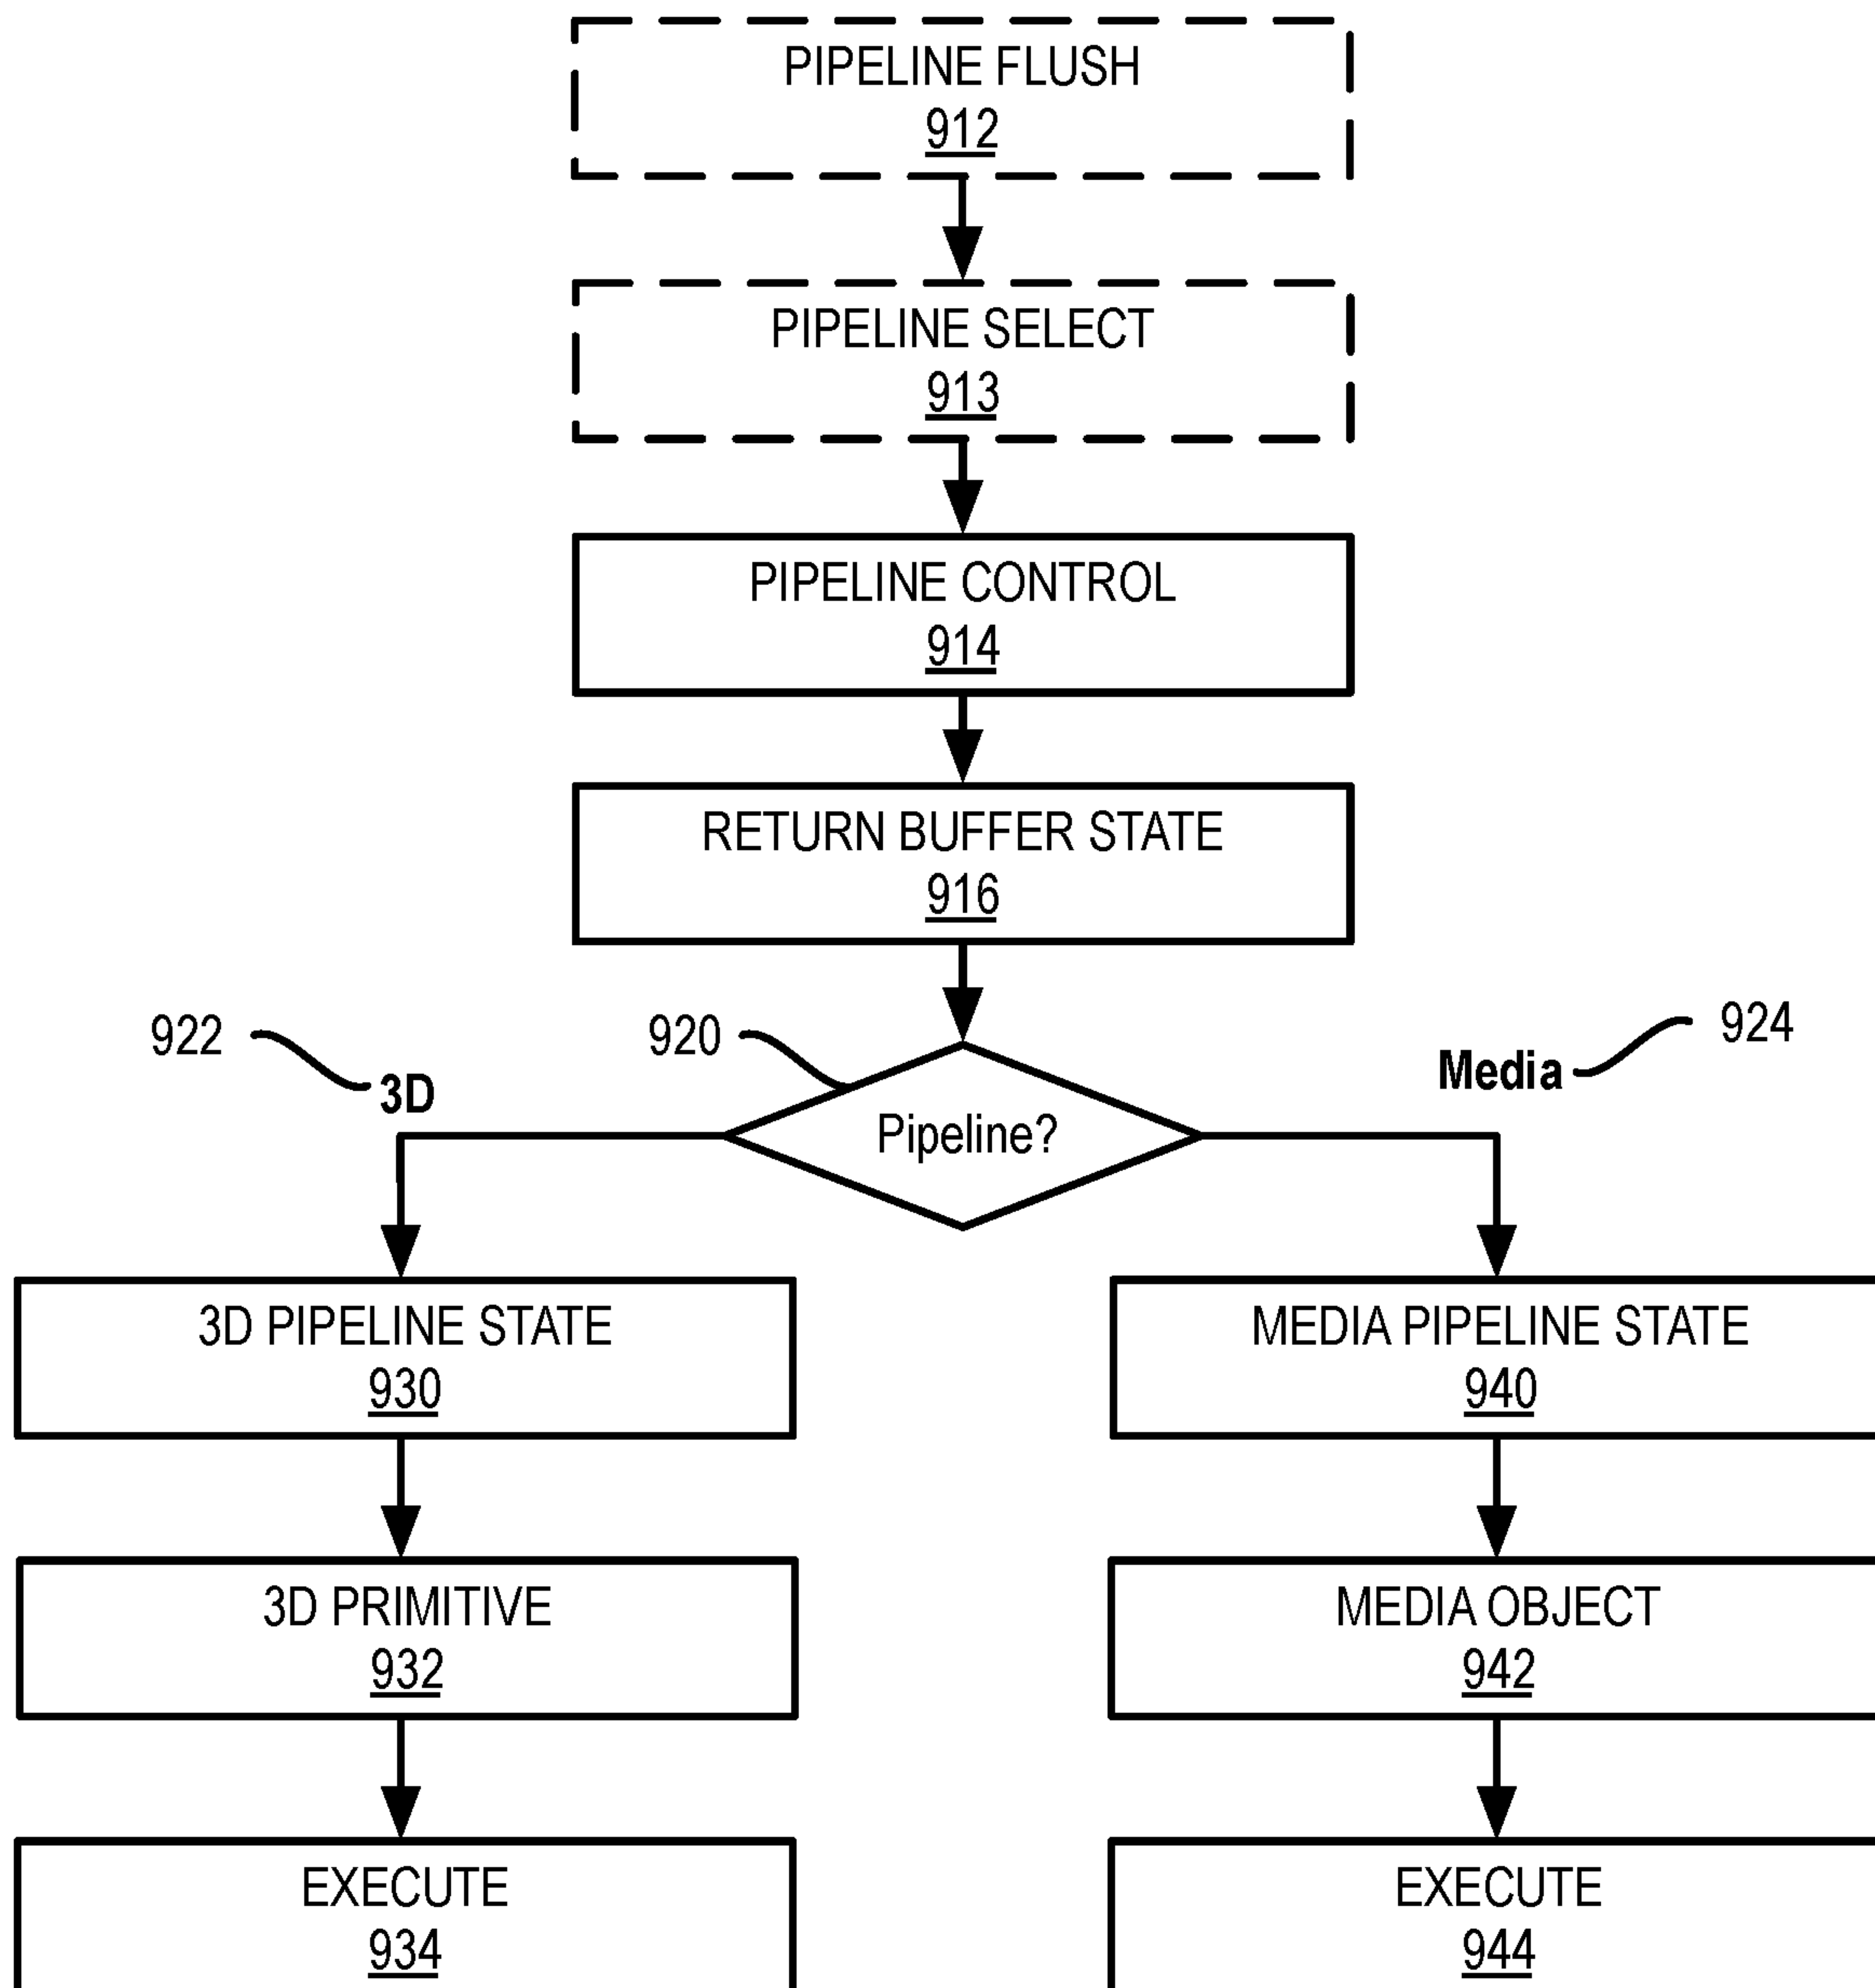 PIPELINE FLUSH
912
PIPELINE SELECT
913
PIPELINE CONTROL
914
RETURN BUFFER STATE
916
922
920
924
3D
Media
Pipeline?
3D PIPELINE STATE
930
MEDIA PIPELINE STATE
940
3D PRIMITIVE
932
MEDIA OBJECT
942
EXECUTE
934
EXECUTE
944